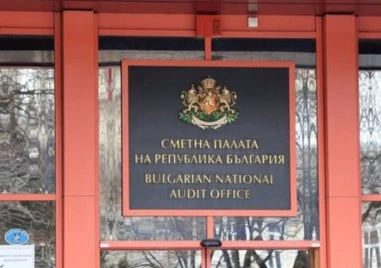 СМЕТНА ПАЛАТА
НА РЕПУБЛИКА БЪЛГАРИЯ
BULGARIAN NATIONAL
AUDIT OFFICE